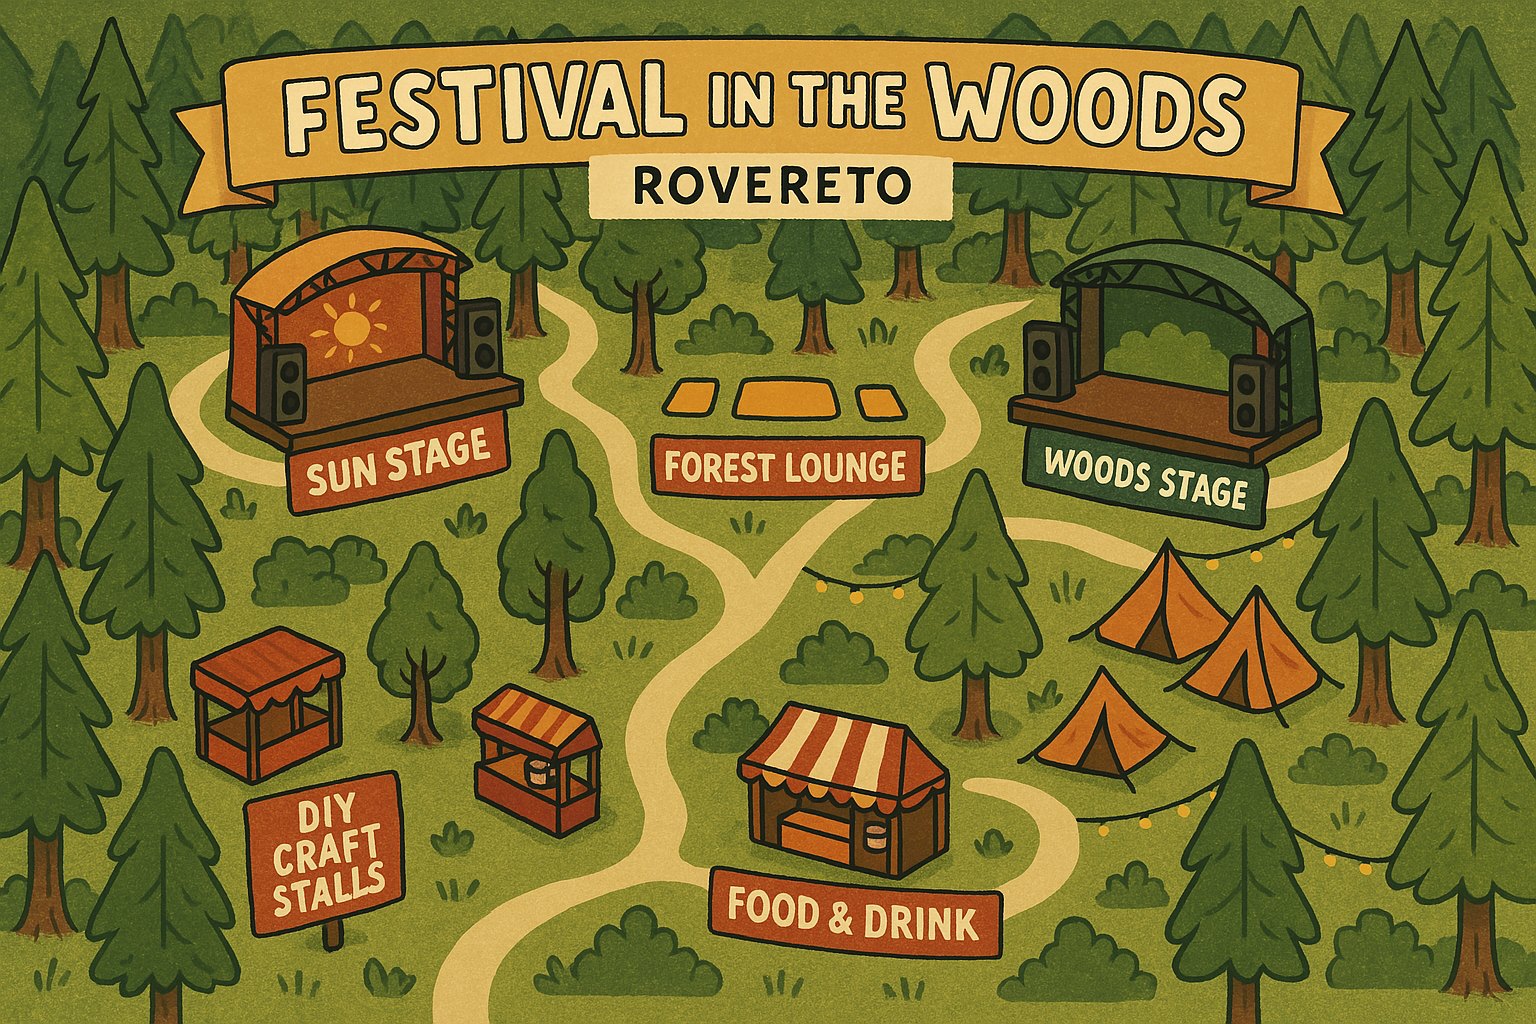 FESTIVAL IN THE WOODS
ROVERETO
SUN STAGE
FOREST LOUNGE
WOODS STAGE
DIY
CRAFT
STALLS
FOOD & DRINK